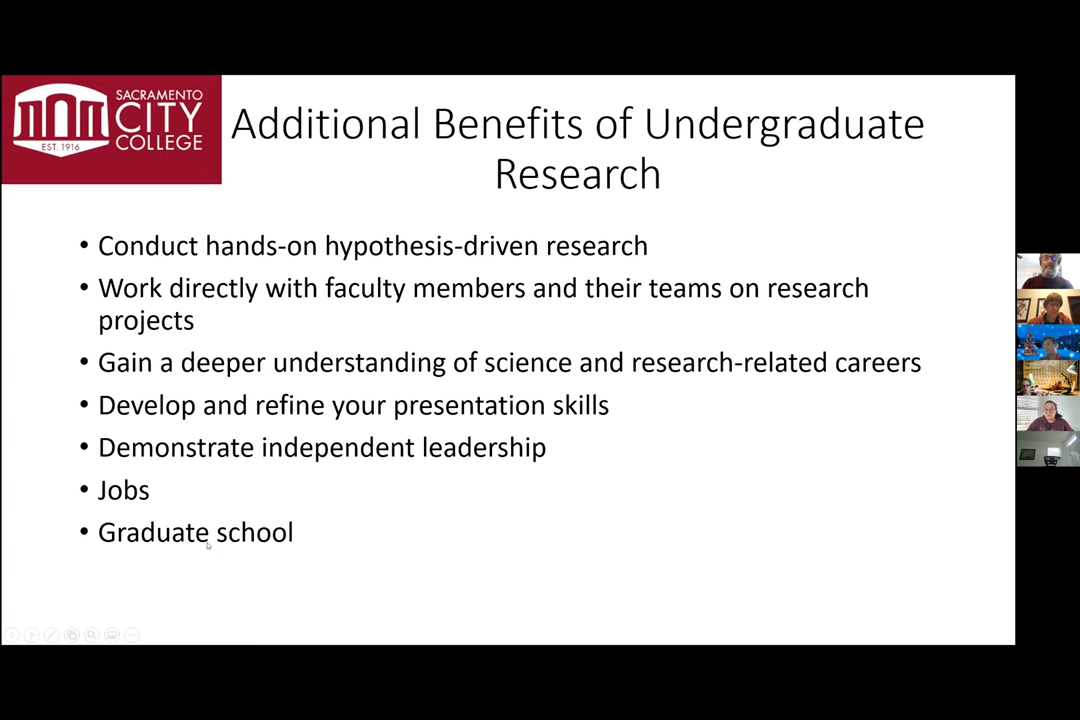 SACRAMENTO
CITY
COLLEGE
EST. 1916
Additional Benefits of Undergraduate
Research
• Conduct hands-on hypothesis-driven research
• Work directly with faculty members and their teams on research
projects
• Gain a deeper understanding of science and research-related careers
• Develop and refine your presentation skills
• Demonstrate independent leadership
• Jobs
• Graduate school